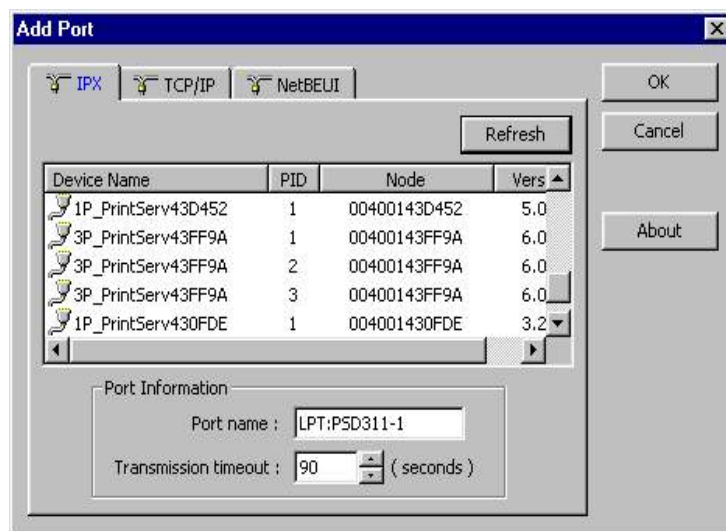 Add Port
IPX TCP/IP NetBEUI
OK
Refresh
Cancel
Device Name PID Node Vers
1P_PrintServ43D452 1 00400143D452 5.0
3P_PrintServ43FF9A 1 00400143FF9A 6.0
About
3P_PrintServ43FF9A 2 00400143FF9A 6.0
3P_PrintServ43FF9A 3 00400143FF9A 6.0
1P_PrintServ430FDE 1 004001430FDE 3.2
Port Information
Port name : LPT:PSD311-1
Transmission timeout : 90 ( seconds )